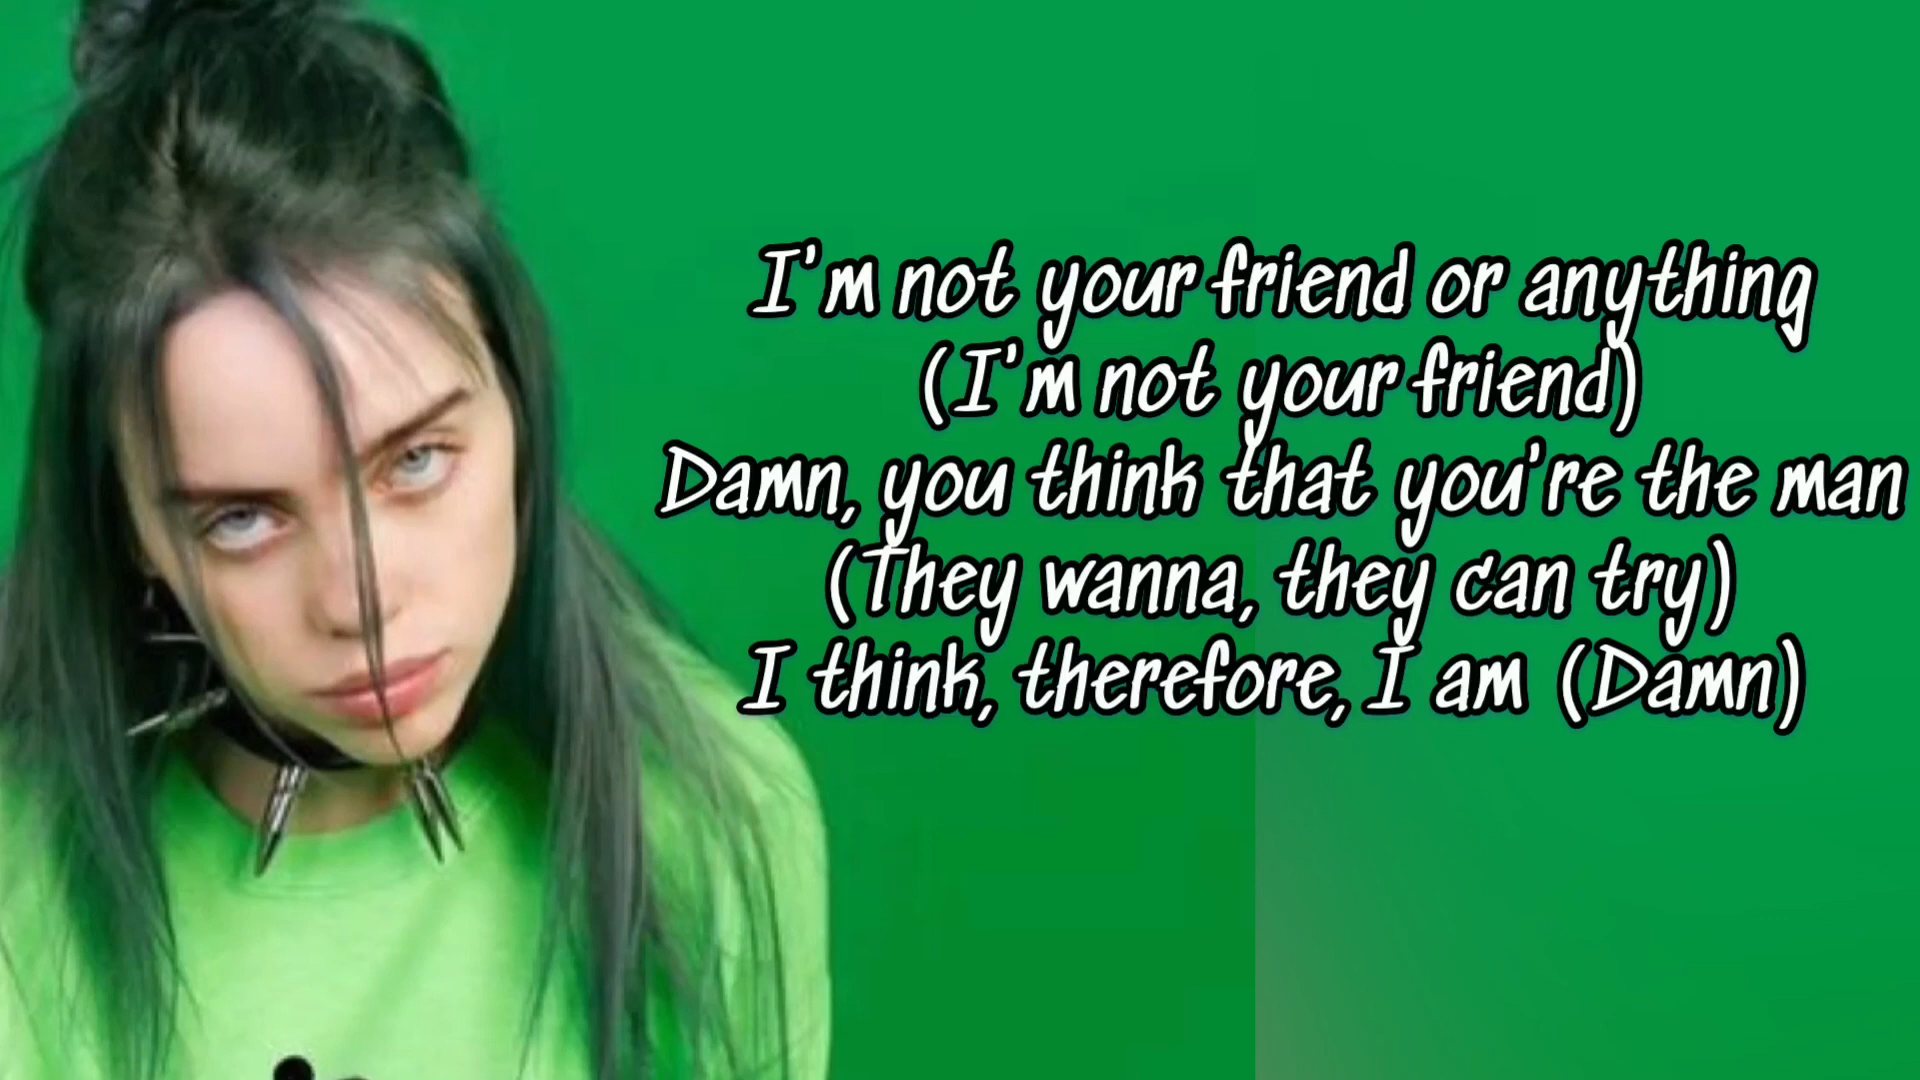 I'm not your friend or anything
(I'm not your friend)
Damn, you think that you're the man
(They wanna, they can try)
I think, therefore, I am (Damn)